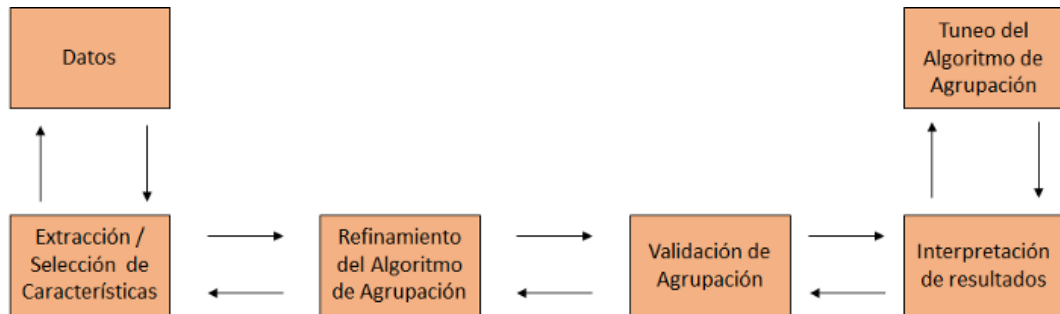 Datos
Tuneo del
Algoritmo de
Agrupación
Extracción /
Selección de
Características
Refinamiento
del Algoritmo
de Agrupación
Validación de
Agrupación
Interpretación
de resultados